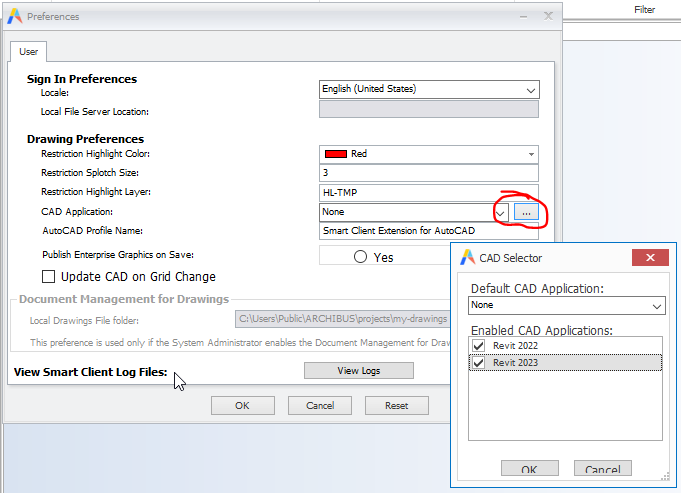 Filter
Preferences
User
Sign In Preferences
Locale: English (United States)
Local File Server Location:
Drawing Preferences
Restriction Highlight Color: Red
Restriction Splotch Size: 3
Restriction Highlight Layer: HL-TMP
CAD Application: None ...
AutoCAD Profile Name: Smart Client Extension for AutoCAD
Publish Enterprise Graphics on Save: Yes
Update CAD on Grid Change
Document Management for Drawings
Local Drawings File folder: C:\Users\Public\ARCHIBUS\projects\my-drawings
This preference is used only if the System Administrator enables the Document Management for Draw
View Smart Client Log Files: View Logs
OK Cancel Reset
CAD Selector
Default CAD Application:
None
Enabled CAD Applications:
Revit 2022
Revit 2023
OK Cancel